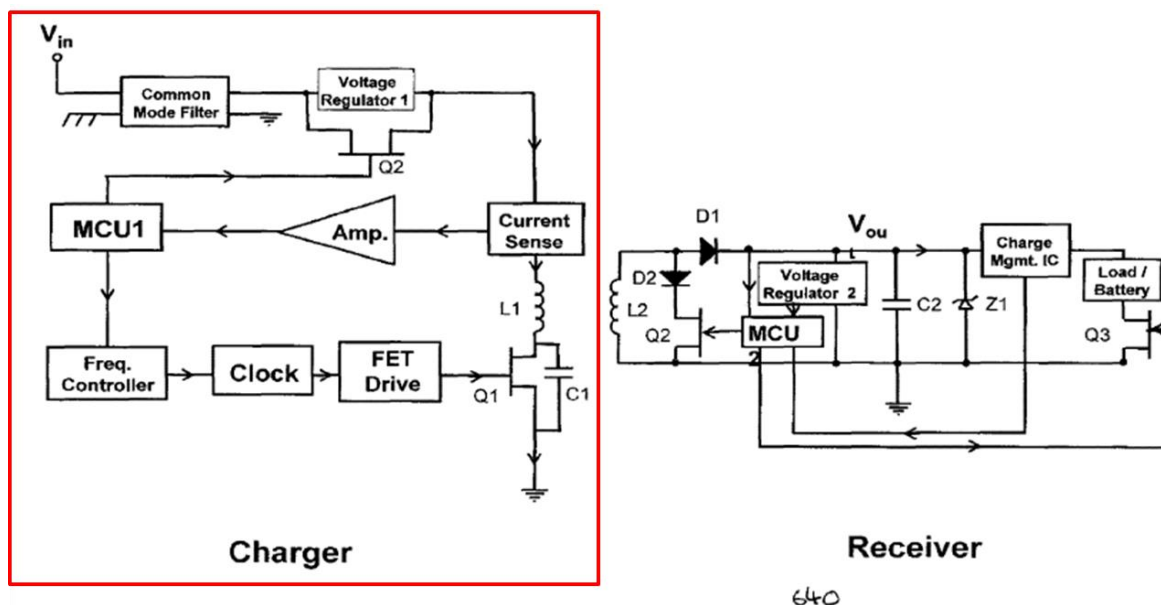 Vin
Common
Mode Filter
Voltage
Regulator 1
Q2
MCU1
Amp.
Current
Sense
L1
Freq.
Controller
Clock
FET
Drive
Q1
C1
Charger
D1
Vou
t
Charge
Mgmt. IC
D2
Voltage
Regulator 2
Load /
Battery
L2
Q2
MCU
2
C2
Z1
Q3
Receiver
640